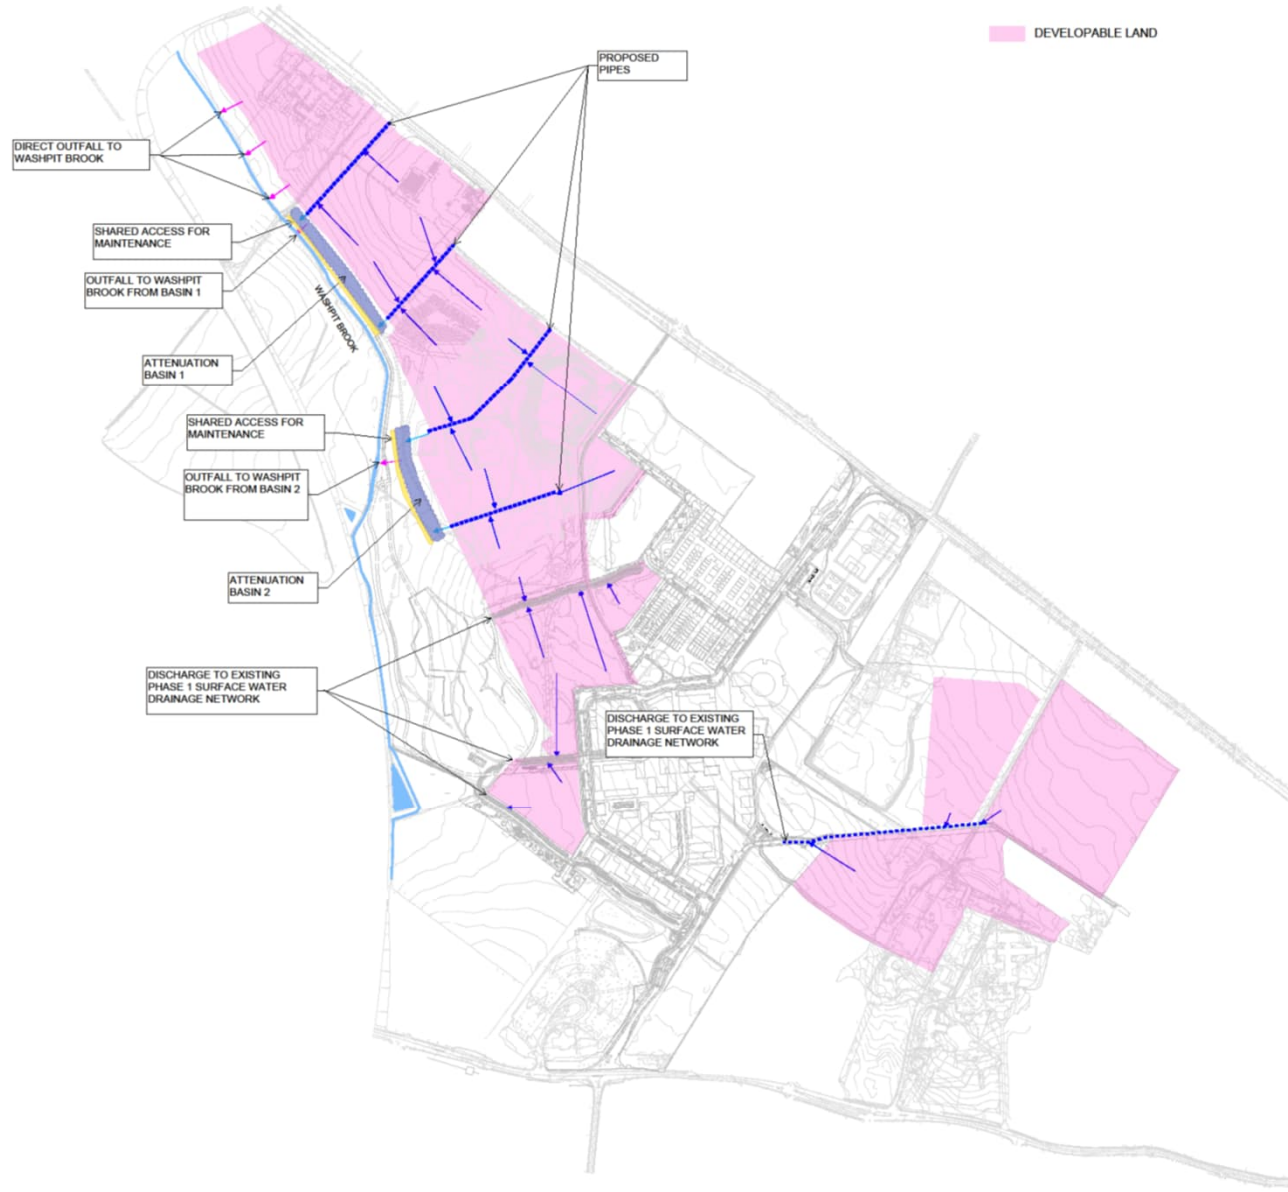 DEVELOPABLE LAND
PROPOSED
PIPES
DIRECT OUTFALL TO
WASHPIT BROOK
SHARED ACCESS FOR
MAINTENANCE
OUTFALL TO WASHPIT
BROOK FROM BASIN 1
WASHPIT BROOK
ATTENUATION
BASIN 1
SHARED ACCESS FOR
MAINTENANCE
OUTFALL TO WASHPIT
BROOK FROM BASIN 2
ATTENUATION
BASIN 2
DISCHARGE TO EXISTING
PHASE 1 SURFACE WATER
DRAINAGE NETWORK
DISCHARGE TO EXISTING
PHASE 1 SURFACE WATER
DRAINAGE NETWORK